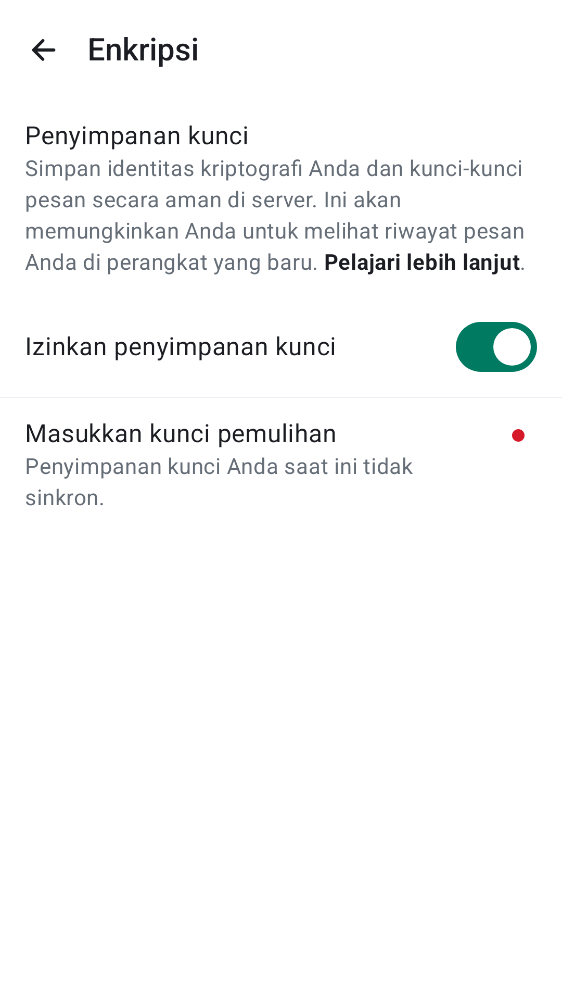 Enkripsi
Penyimpanan kunci
Simpan identitas kriptografi Anda dan kunci-kunci
pesan secara aman di server. Ini akan
memungkinkan Anda untuk melihat riwayat pesan
Anda di perangkat yang baru. Pelajari lebih lanjut.
Izinkan penyimpanan kunci
Masukkan kunci pemulihan
Penyimpanan kunci Anda saat ini tidak
sinkron.